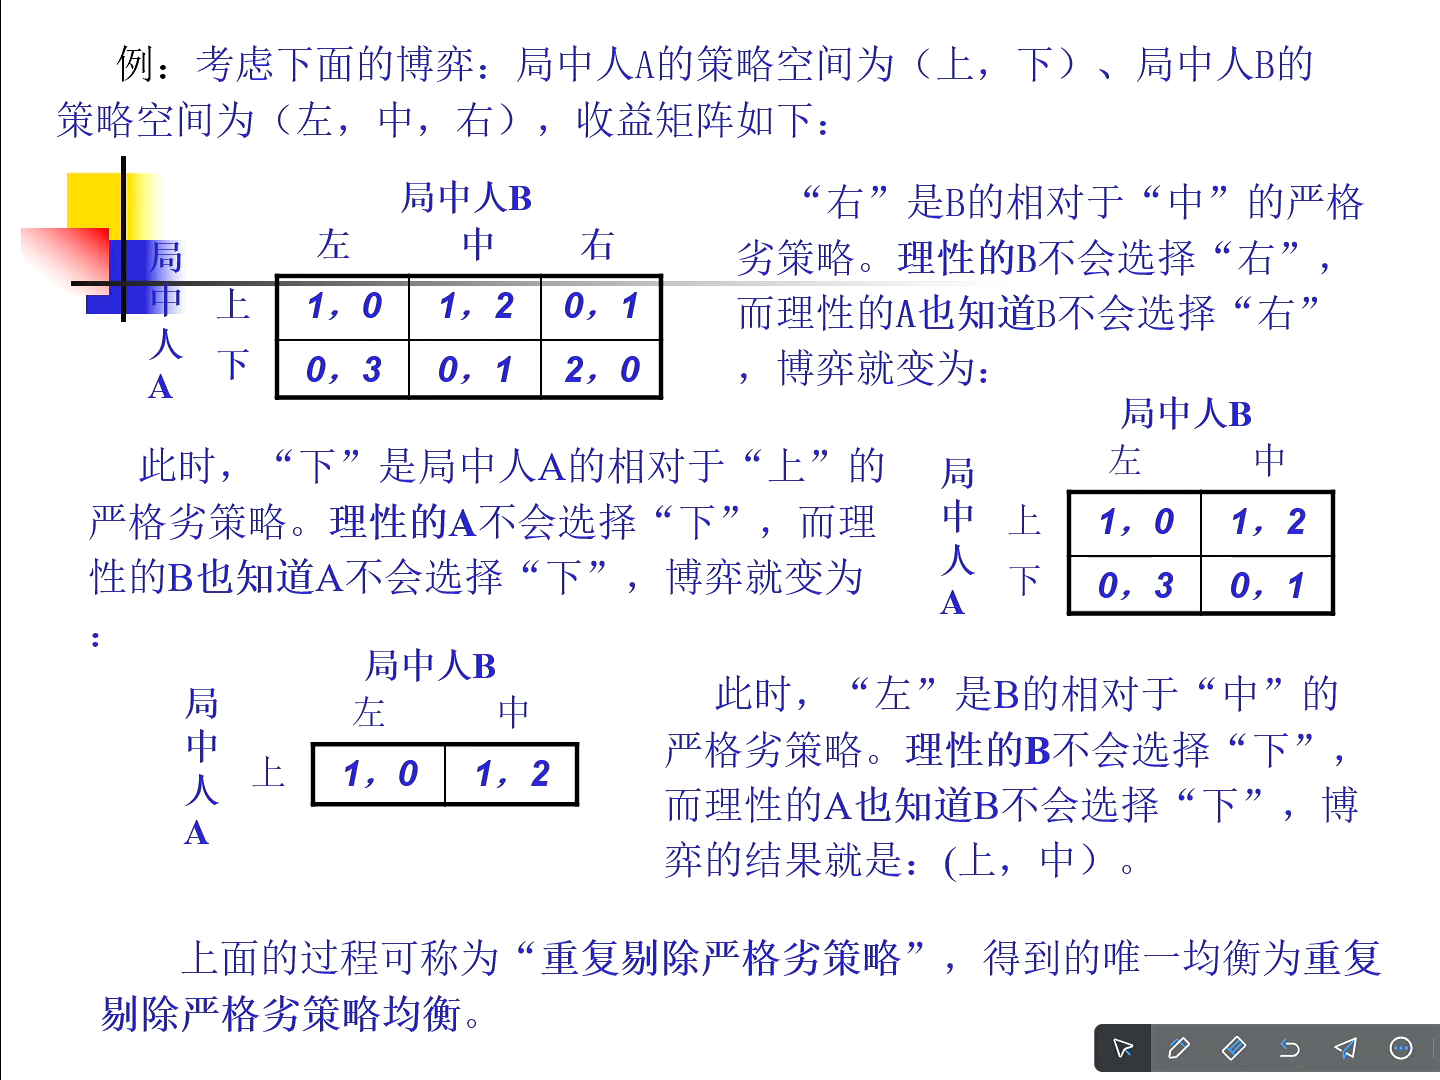 例：考虑下面的博弈：局中人A的策略空间为（上，下）、局中人B的
策略空间为（左，中，右），收益矩阵如下：
局中人B
左 中 右
局中人A
上 1，0 1，2 0，1
下 0，3 0，1 2，0
“右”是B的相对于“中”的严格
劣策略。理性的B不会选择“右”，
而理性的A也知道B不会选择“右”
，博弈就变为：
局中人B
左 中
局中人A
上 1，0 1，2
下 0，3 0，1
此时，“下”是局中人A的相对于“上”的
严格劣策略。理性的A不会选择“下”，而理
性的B也知道A不会选择“下”，博弈就变为
：
局中人B
左 中
局中人A
上 1，0 1，2
此时，“左”是B的相对于“中”的
严格劣策略。理性的B不会选择“下”，
而理性的A也知道B不会选择“下”，博
弈的结果就是：(上，中）。
上面的过程可称为“重复剔除严格劣策略”，得到的唯一均衡为重复
剔除严格劣策略均衡。